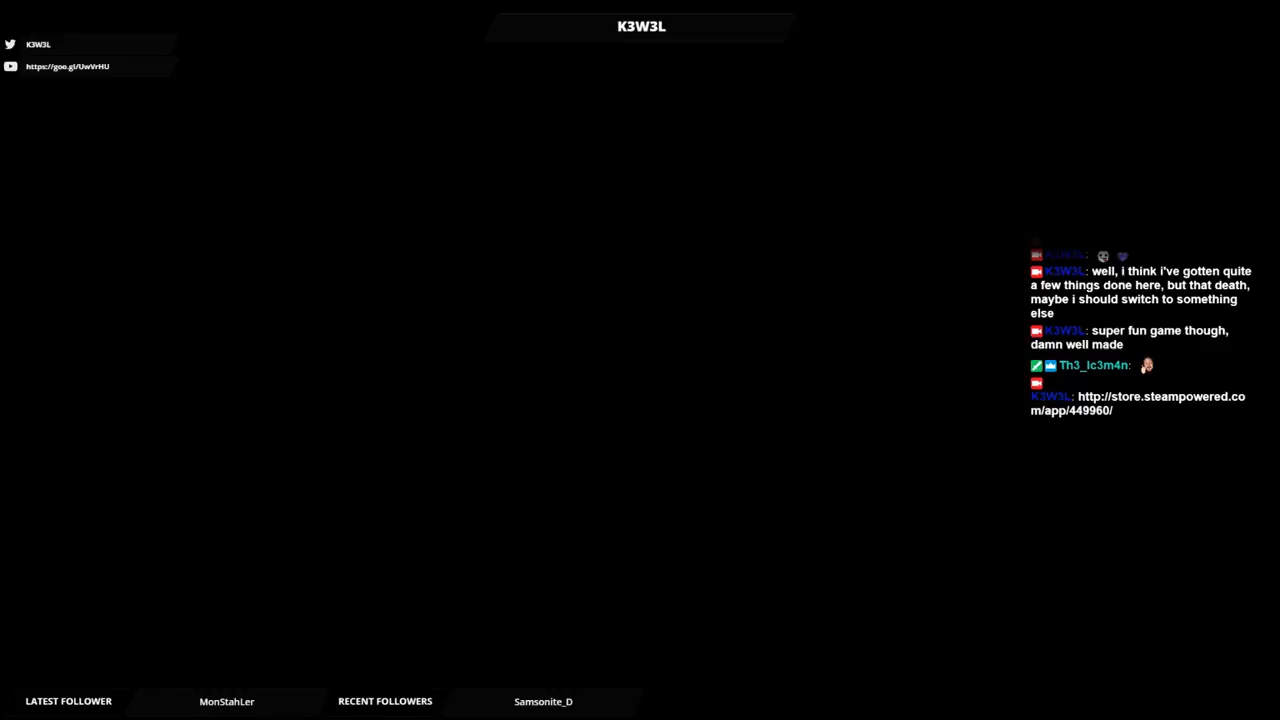 K3W3L
K3W3L
https://goo.gl/UwVrHU
K3W3L:
K3W3L: well, i think i've gotten quite
a few things done here, but that death,
maybe i should switch to something
else
K3W3L: super fun game though,
damn well made
Th3_Ic3m4n:
K3W3L: http://store.steampowered.co
m/app/449960/
LATEST FOLLOWER MonStahLer RECENT FOLLOWERS Samsonite_D